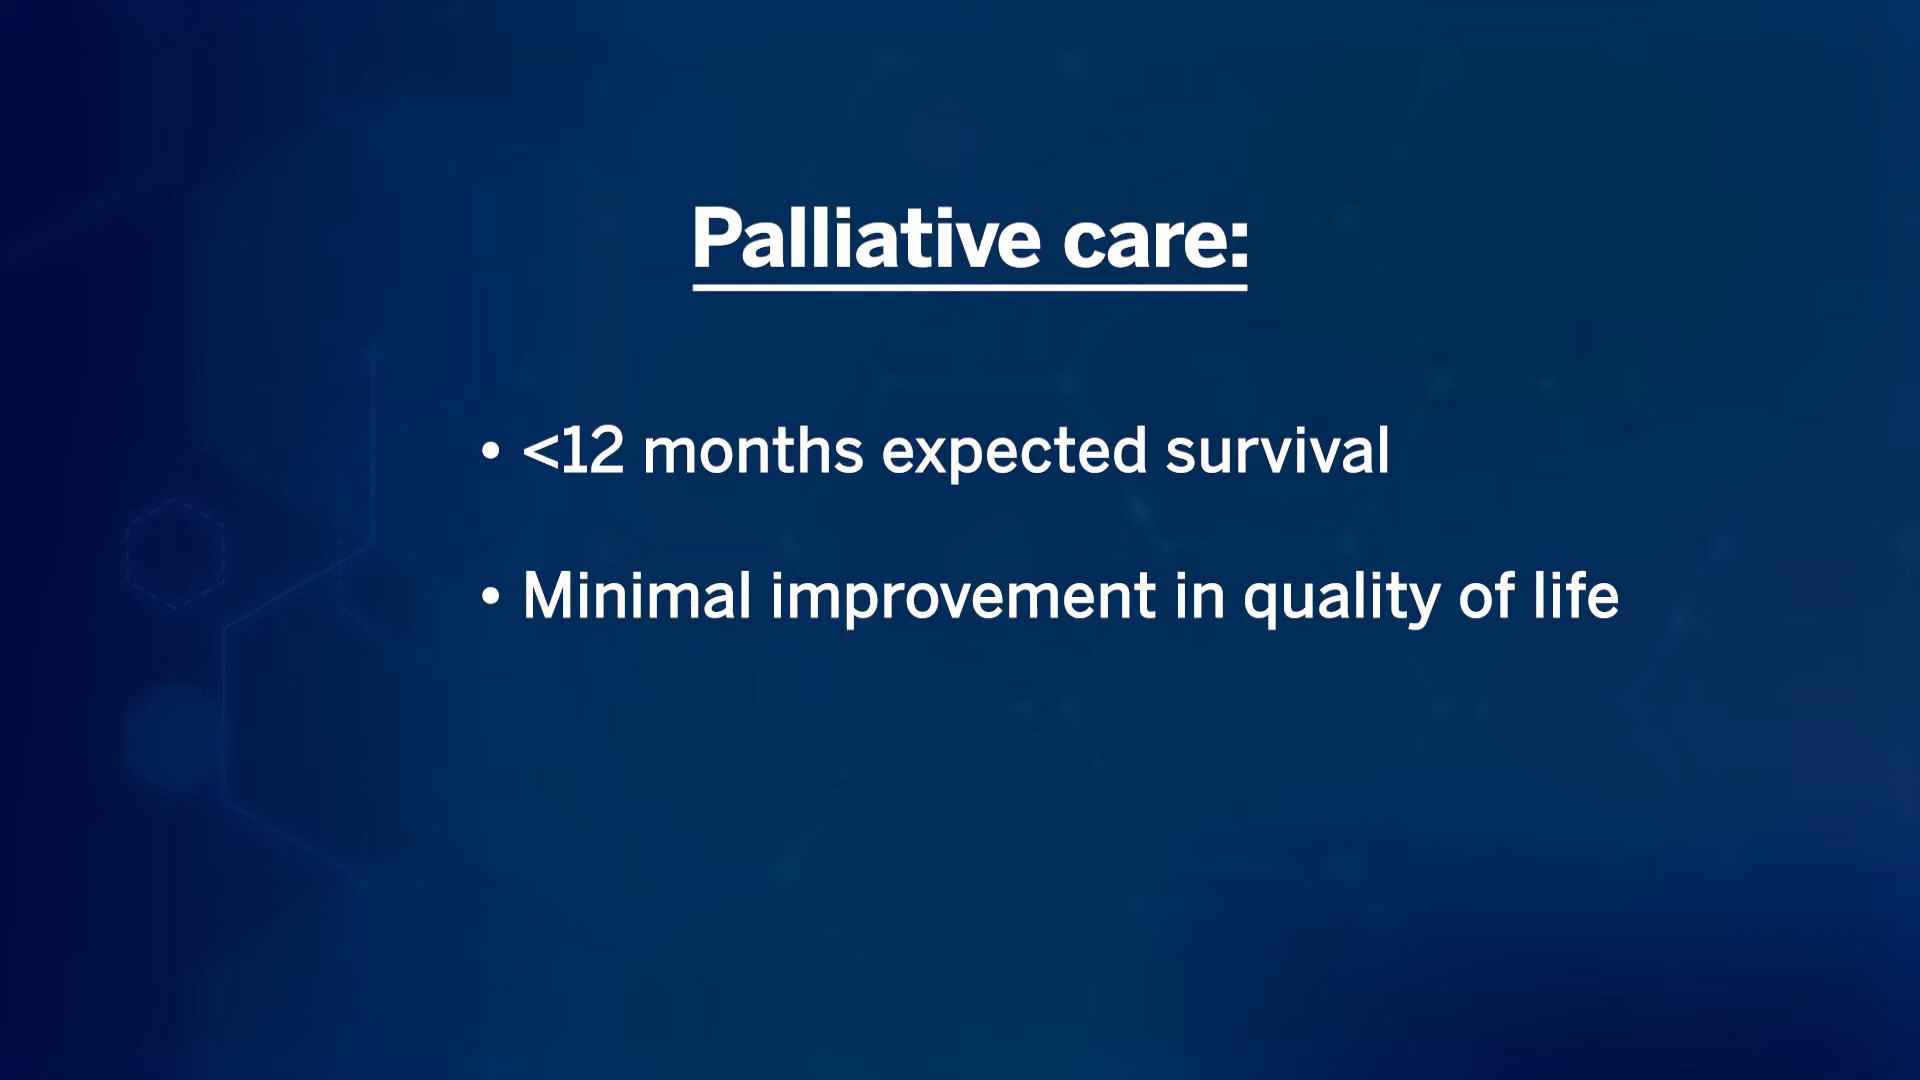 Palliative care:
• <12 months expected survival
• Minimal improvement in quality of life